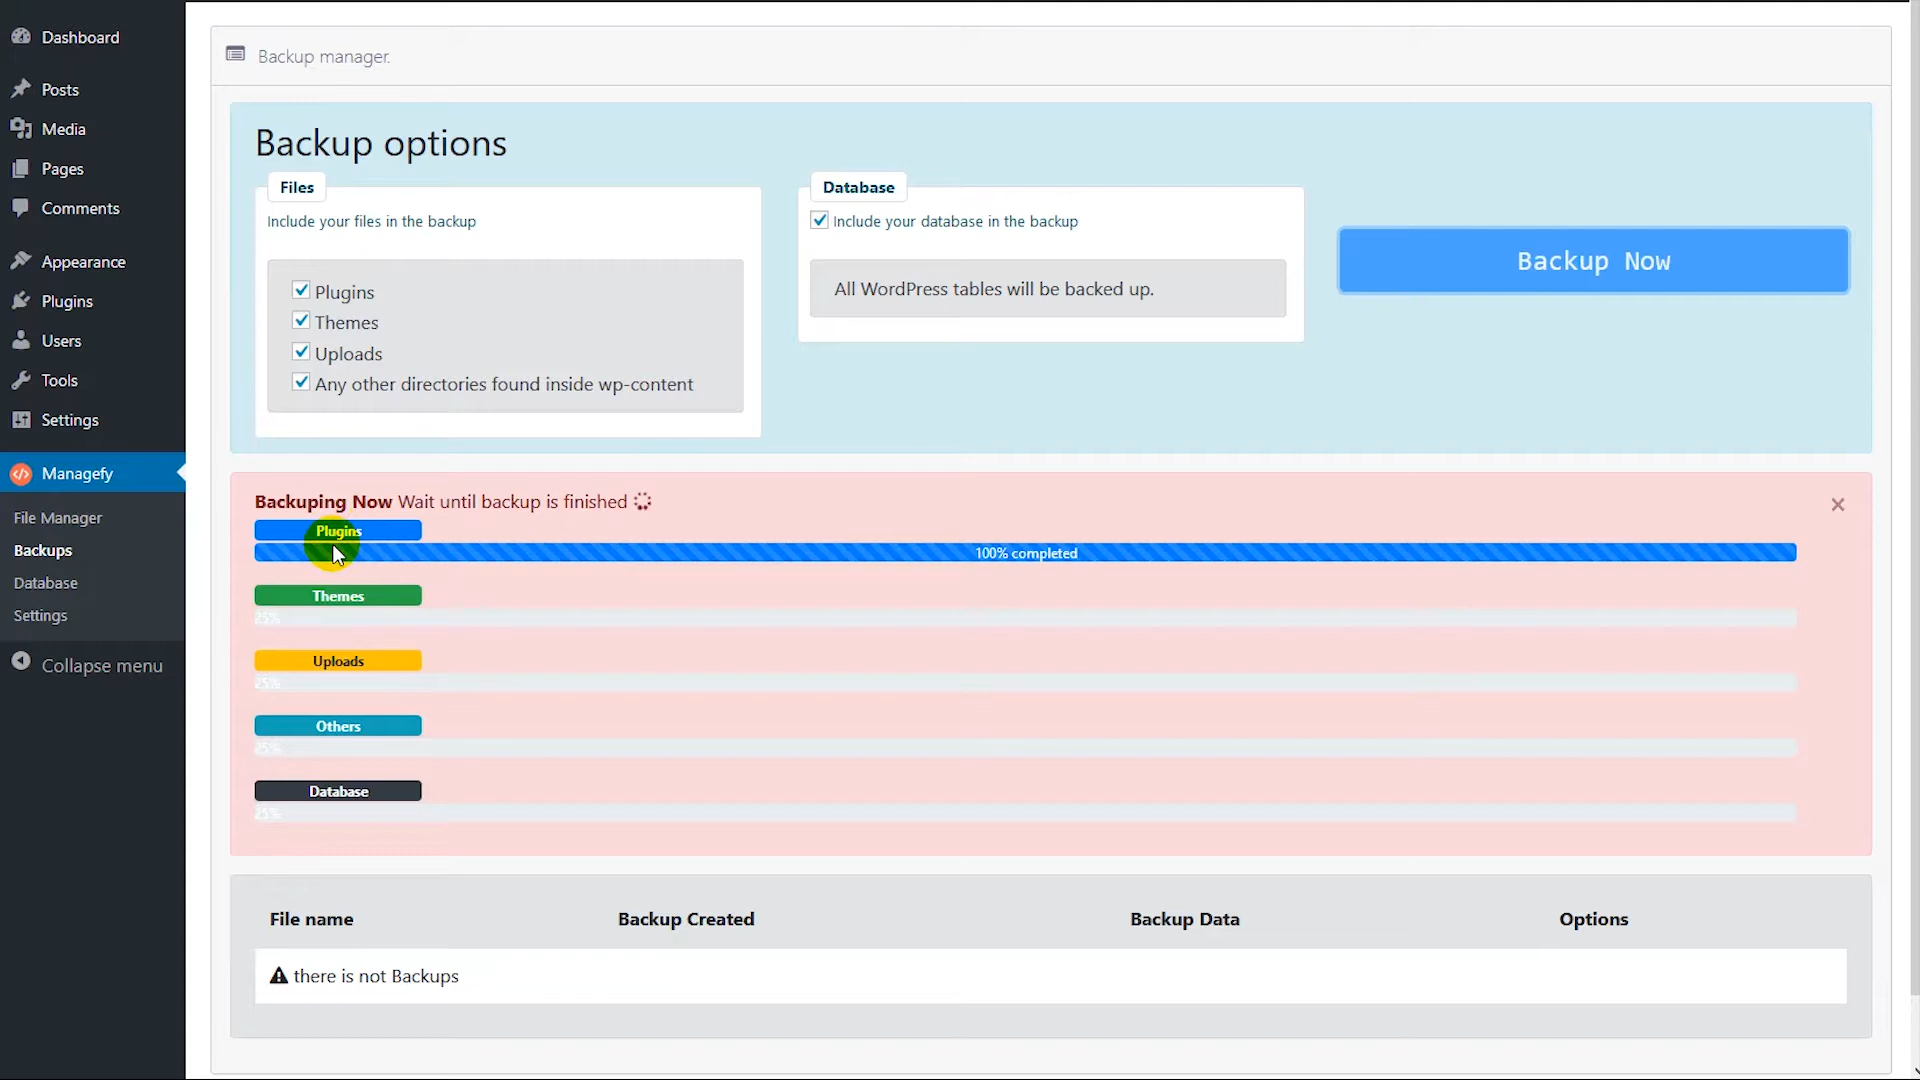 Dashboard
Posts
Media
Pages
Comments
Appearance
Plugins
Users
Tools
Settings
Managefy
File Manager
Backups
Database
Settings
Collapse menu
Backup manager.
Backup options
Files
Include your files in the backup
Plugins
Themes
Uploads
Any other directories found inside wp-content
Database
Include your database in the backup
All WordPress tables will be backed up.
Backup Now
Backuping Now Wait until backup is finished
Plugins
100% completed
Themes
25%
Uploads
25%
Others
25%
Database
25%
File name Backup Created Backup Data Options
there is not Backups